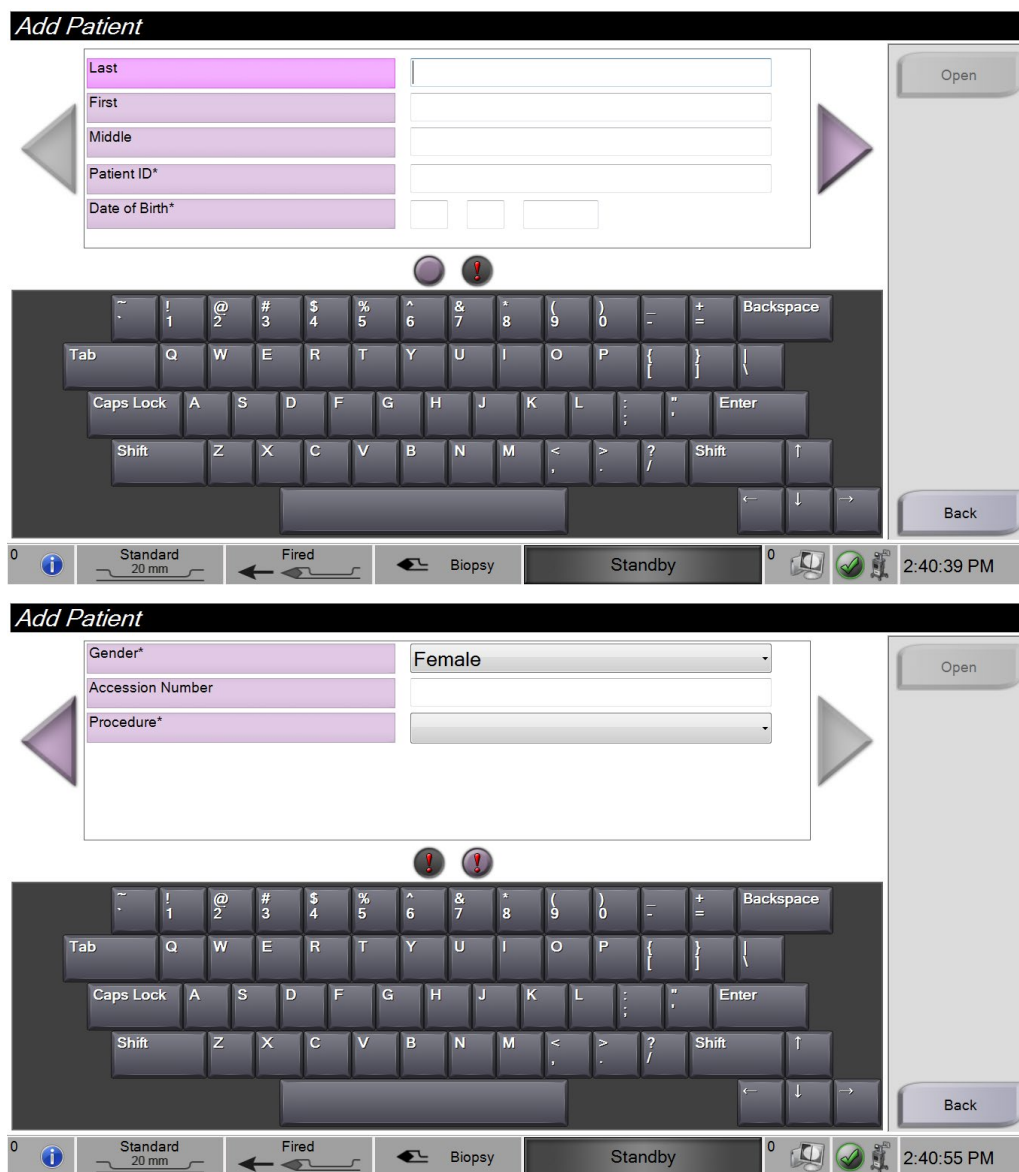 Add Patient
Last
First
Middle
Patient ID*
Date of Birth*
Open
~ ! @ # $ % ^ & * ( ) _ + Backspace
` 1 2 3 4 5 6 7 8 9 0 - =
Tab Q W E R T Y U I O P { } |
[ ] \
Caps Lock A S D F G H J K L : " Enter
; '
Shift Z X C V B N M < > ? Shift ↑
, . /
← ↓ →
Back
0 Standard Fired Biopsy Standby 0 2:40:39 PM
20 mm
Add Patient
Gender* Female
Accession Number
Procedure*
Open
~ ! @ # $ % ^ & * ( ) _ + Backspace
` 1 2 3 4 5 6 7 8 9 0 - =
Tab Q W E R T Y U I O P { } |
[ ] \
Caps Lock A S D F G H J K L : " Enter
; '
Shift Z X C V B N M < > ? Shift ↑
, . /
← ↓ →
Back
0 Standard Fired Biopsy Standby 0 2:40:55 PM
20 mm